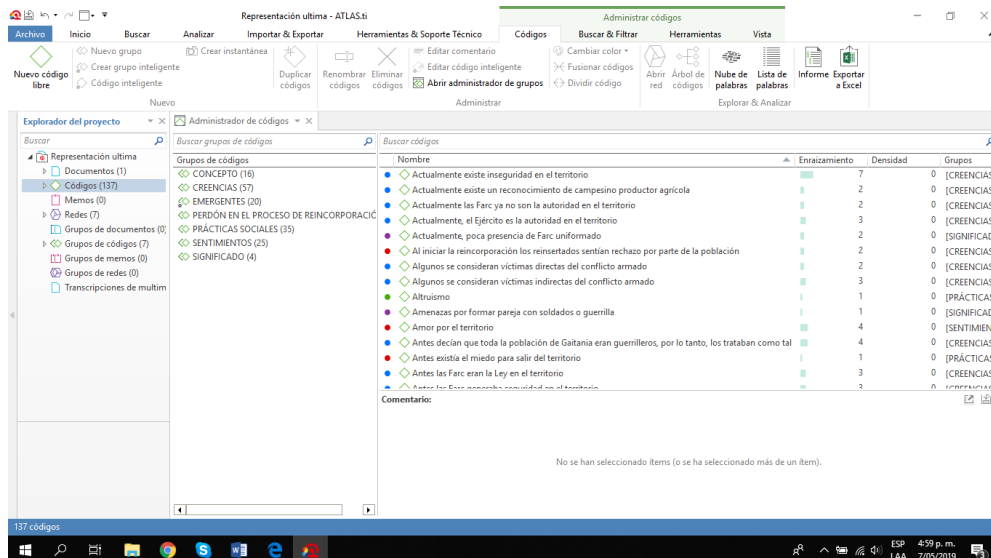 Representación ultima - ATLAS.ti
Administrar códigos
Archivo Inicio Buscar Analizar Importar & Exportar Herramientas & Soporte Técnico Códigos Buscar & Filtrar Herramientas Vista
Nuevo código libre
Nuevo grupo
Crear grupo inteligente
Código inteligente
Crear instantánea
Duplicar códigos
Renombrar códigos
Eliminar códigos
Editar comentario
Editar código inteligente
Abrir administrador de grupos
Cambiar color
Fusionar códigos
Dividir código
Abrir red
Árbol de códigos
Nube de palabras
Lista de palabras
Informe
Exportar a Excel
Nuevo
Administrar
Explorar & Analizar
Explorador del proyecto
Buscar
Representación ultima
Documentos (1)
Códigos (137)
Memos (0)
Redes (7)
Grupos de documentos (0)
Grupos de códigos (7)
Grupos de memos (0)
Grupos de redes (0)
Transcripciones de multim
Administrador de códigos
Buscar grupos de códigos
Grupos de códigos
CONCEPTO (16)
CREENCIAS (57)
EMERGENTES (20)
PERDÓN EN EL PROCESO DE REINCORPORACIÓ
PRÁCTICAS SOCIALES (35)
SENTIMIENTOS (25)
SIGNIFICADO (4)
Buscar códigos
Nombre Enraizamiento Densidad Grupos
Actualmente existe inseguridad en el territorio 7 0 [CREENCIAS
Actualmente existe un reconocimiento de campesino productor agrícola 2 0 [CREENCIAS
Actualmente las Farc ya no son la autoridad en el territorio 2 0 [CREENCIAS
Actualmente, el Ejército es la autoridad en el territorio 3 0 [CREENCIAS
Actualmente, poca presencia de Farc uniformado 2 0 [SIGNIFICAD
Al iniciar la reincorporación los reinsertados sentían rechazo por parte de la población 2 0 [CREENCIAS
Algunos se consideran víctimas directas del conflicto armado 2 0 [CREENCIAS
Algunos se consideran víctimas indirectas del conflicto armado 3 0 [CREENCIAS
Altruismo 1 0 [PRÁCTICAS
Amenazas por formar pareja con soldados o guerrilla 1 0 [SIGNIFICAD
Amor por el territorio 4 0 [SENTIMIEN
Antes decían que toda la población de Gaitania eran guerrilleros, por lo tanto, los trataban como tal 4 0 [CREENCIAS
Antes existía el miedo para salir del territorio 1 0 [PRÁCTICAS
Antes las Farc eran la Ley en el territorio 3 0 [CREENCIAS
Antes las Farc generaba seguridad en el territorio 3 0 [CREENCIAS
Comentario:
No se han seleccionado ítems (o se ha seleccionado más de un ítem).
137 códigos
ESP
LAA
4:59 p. m.
7/05/2019
3